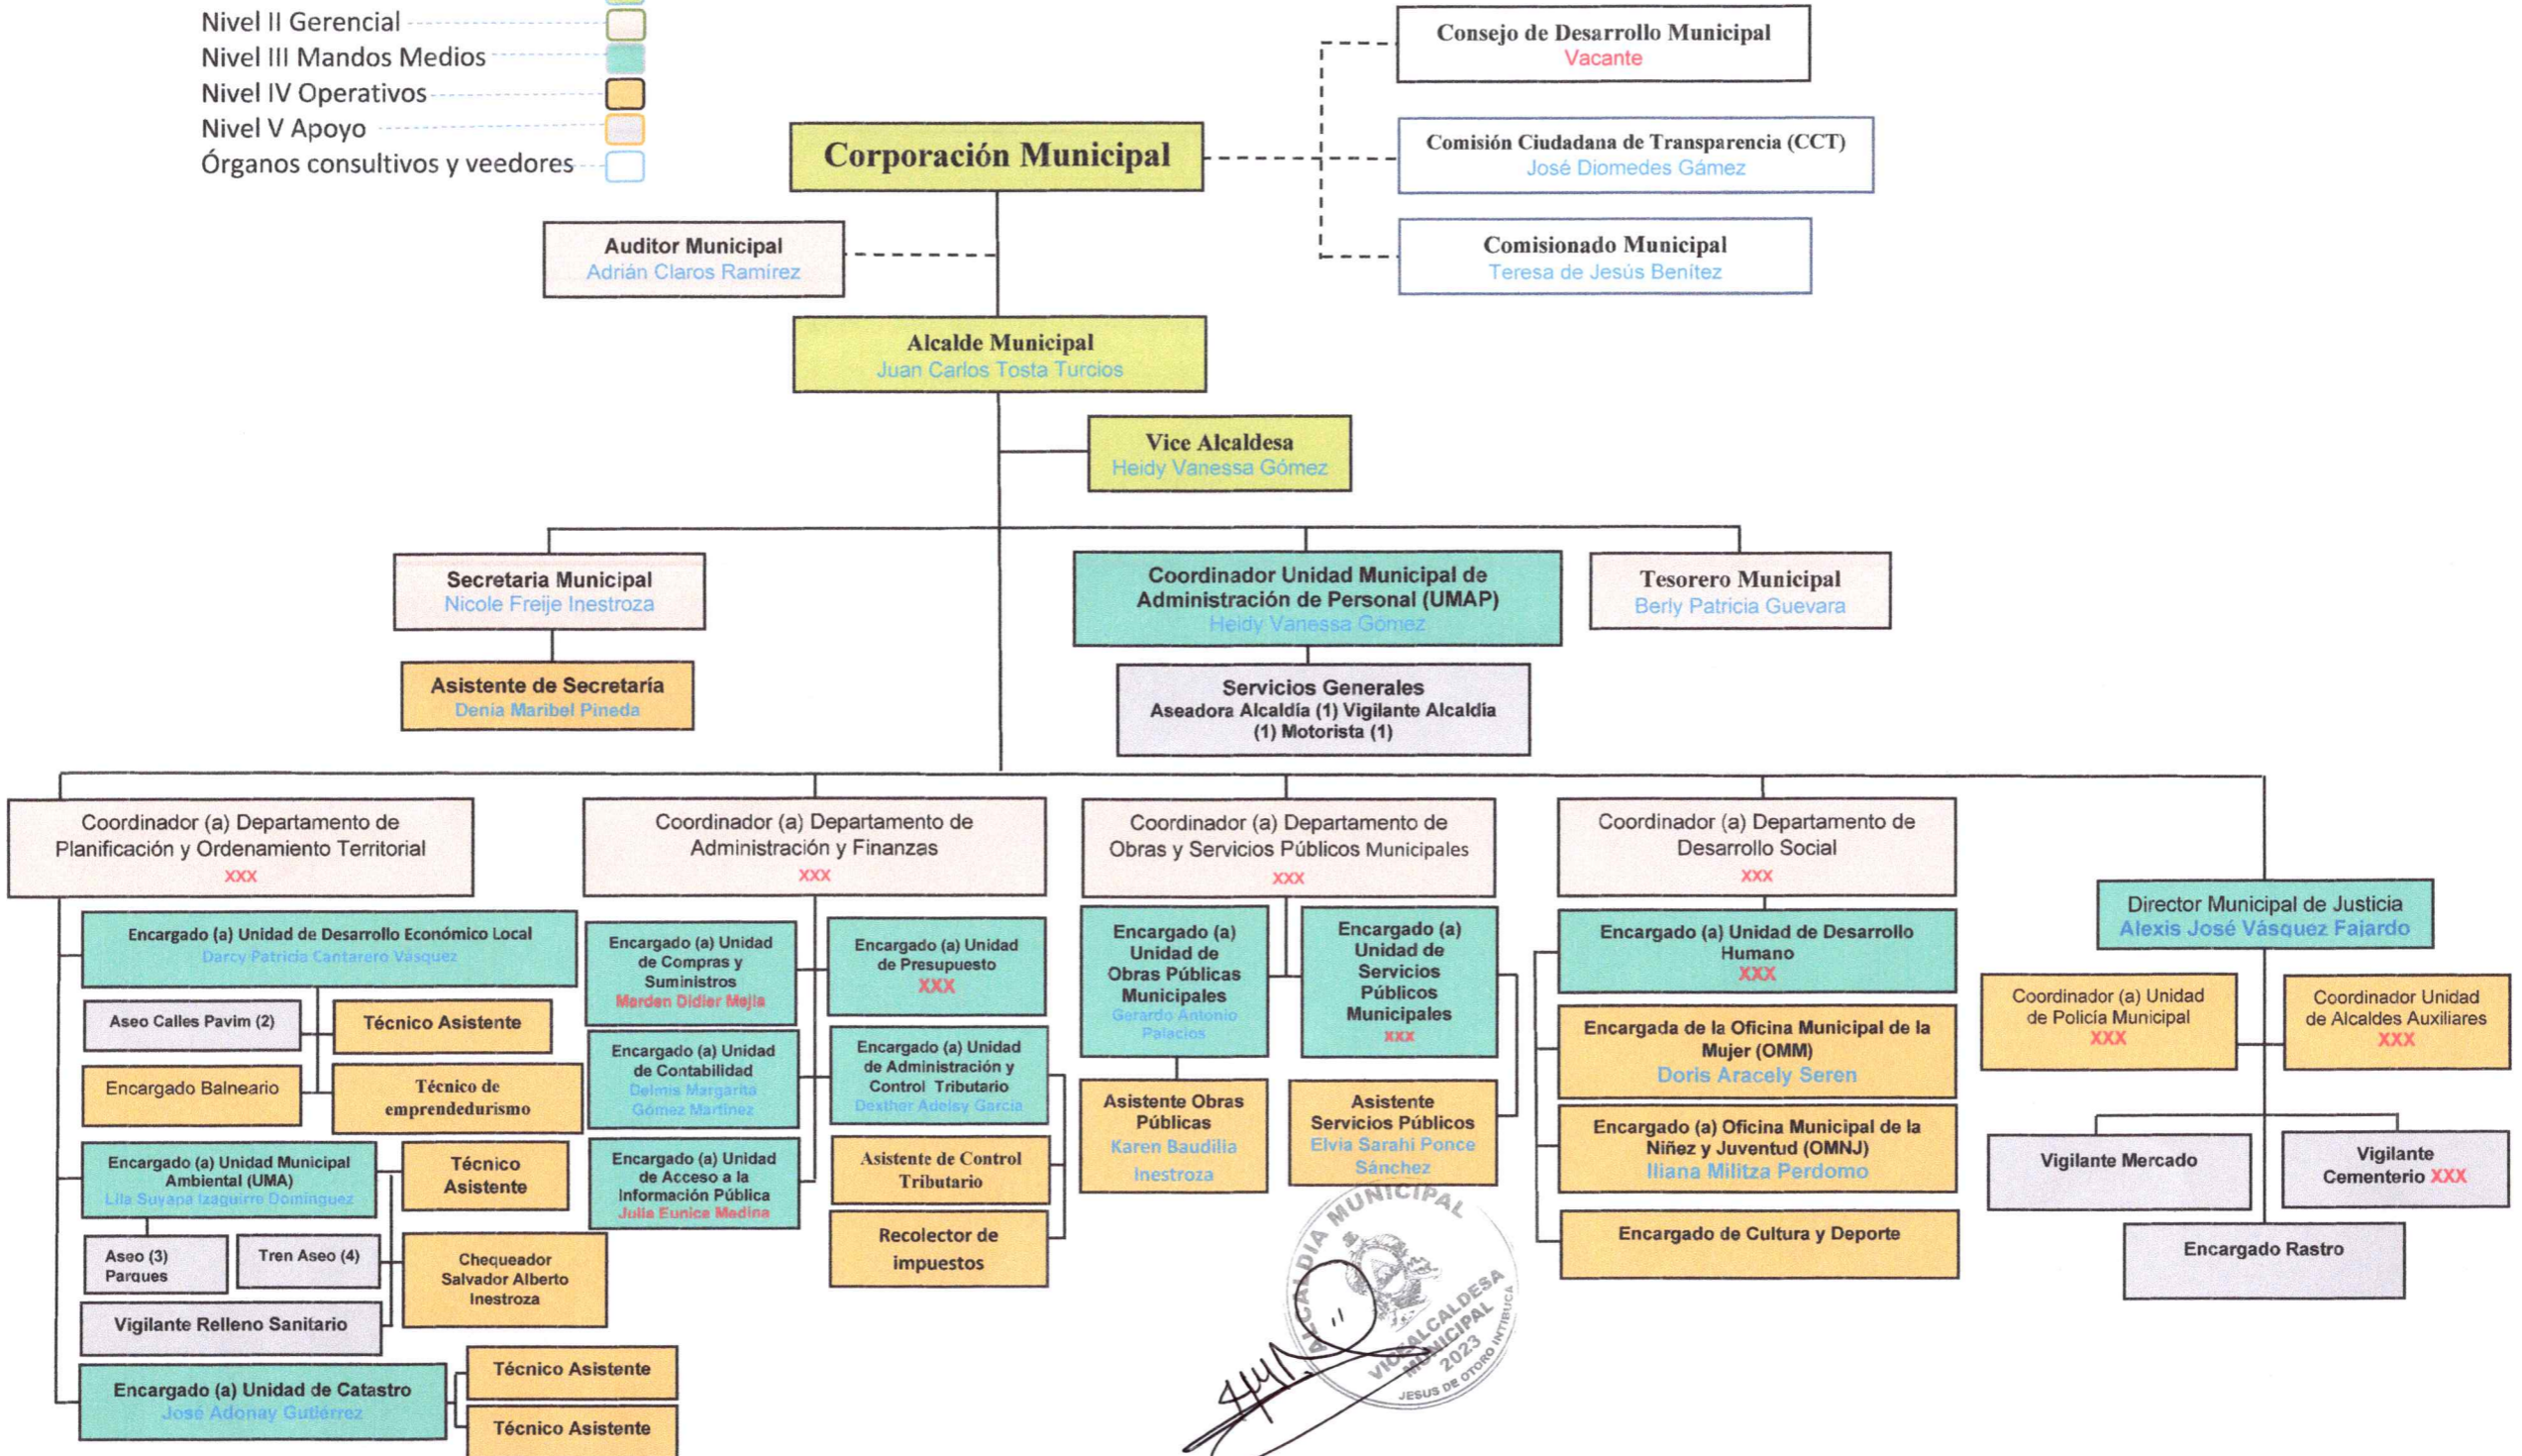 Nivel II Gerencial
Nivel III Mandos Medios
Nivel IV Operativos
Nivel V Apoyo
Órganos consultivos y veedores
Consejo de Desarrollo Municipal
Vacante
Corporación Municipal
Comisión Ciudadana de Transparencia (CCT)
José Diomedes Gámez
Auditor Municipal
Adrián Claros Ramírez
Comisionado Municipal
Teresa de Jesús Benítez
Alcalde Municipal
Juan Carlos Tosta Turcios
Vice Alcaldesa
Heidy Vanessa Gómez
Secretaria Municipal
Nicole Freije Inestroza
Coordinador Unidad Municipal de
Administración de Personal (UMAP)
Heidy Vanessa Gómez
Tesorero Municipal
Berly Patricia Guevara
Asistente de Secretaría
Denia Maribel Pineda
Servicios Generales
Aseadora Alcaldía (1) Vigilante Alcaldía
(1) Motorista (1)
Coordinador (a) Departamento de
Planificación y Ordenamiento Territorial
XXX
Encargado (a) Unidad de Desarrollo Económico Local
Darcy Patricia Cantarero Vásquez
Aseo Calles Pavim (2)
Técnico Asistente
Encargado Balneario
Técnico de
emprendedurismo
Encargado (a) Unidad Municipal
Ambiental (UMA)
Lila Suyapa Izaguirre Domínguez
Técnico
Asistente
Aseo (3)
Parques
Tren Aseo (4)
Chequeador
Salvador Alberto
Inestroza
Vigilante Relleno Sanitario
Encargado (a) Unidad de Catastro
José Adonay Gutiérrez
Técnico Asistente
Técnico Asistente
Coordinador (a) Departamento de
Administración y Finanzas
XXX
Encargado (a) Unidad
de Compras y
Suministros
Marden Didier Mejía
Encargado (a) Unidad
de Presupuesto
XXX
Encargado (a) Unidad
de Contabilidad
Delmis Margarita
Gómez Martínez
Encargado (a) Unidad
de Administración y
Control Tributario
Dexther Adelsy García
Encargado (a) Unidad
de Acceso a la
Información Pública
Julia Eunice Medina
Asistente de Control
Tributario
Recolector de
impuestos
Coordinador (a) Departamento de
Obras y Servicios Públicos Municipales
XXX
Encargado (a)
Unidad de
Obras Públicas
Municipales
Gerardo Antonio
Palacios
Encargado (a)
Unidad de
Servicios
Públicos
Municipales
XXX
Asistente Obras
Públicas
Karen Baudilia
Inestroza
Asistente
Servicios Públicos
Elvia Sarahi Ponce
Sánchez
Coordinador (a) Departamento de
Desarrollo Social
XXX
Encargado (a) Unidad de Desarrollo
Humano
XXX
Encargada de la Oficina Municipal de la
Mujer (OMM)
Doris Aracely Seren
Encargado (a) Oficina Municipal de la
Niñez y Juventud (OMNJ)
Iliana Militza Perdomo
Encargado de Cultura y Deporte
Director Municipal de Justicia
Alexis José Vásquez Fajardo
Coordinador (a) Unidad
de Policía Municipal
XXX
Coordinador Unidad
de Alcaldes Auxiliares
XXX
Vigilante Mercado
Vigilante
Cementerio XXX
Encargado Rastro
ALCALDIA MUNICIPAL
VICEALCALDESA
MUNICIPAL
2023
JESUS DE OTORO INTIBUCA